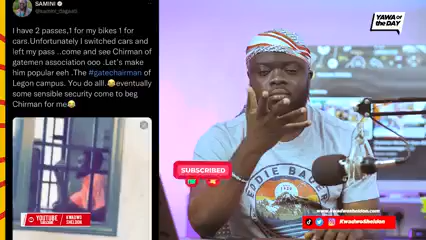 SAMINI
I have 2 passes,1 for my bikes 1 for
cars.Unfortunately I switched cars and
left my pass ..come and see Chirman of
gatemen association ooo .Let's make
him popular eeh .The #gatechairman of
Legon campus. You do alll.😂eventually
some sensible security come to beg
Chirman for me😂
YAWA
of the
DAY
SUBSCRIBED
EDDIE BAUER
YOUTUBE
KWADWO
SHELDON
@KwadwoSheldon